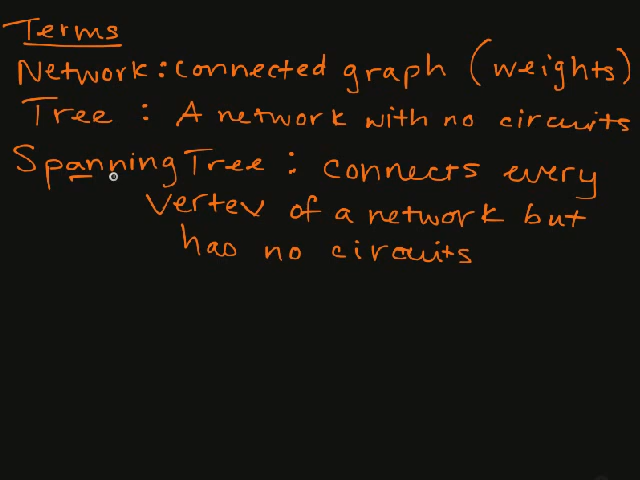 Terms
Network: Connected graph (weights)
Tree: A network with no circuits
Spanning Tree: connects every
vertex of a network but
has no circuits